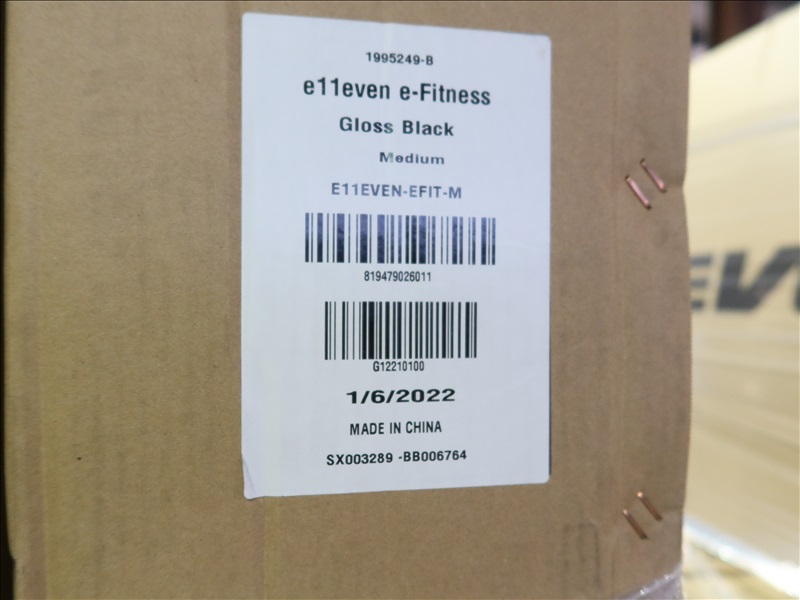 1995249-B
e11even e-Fitness
Gloss Black
Medium
E11EVEN-EFIT-M
819479026011
G12210100
1/6/2022
MADE IN CHINA
SX003289 -BB006764